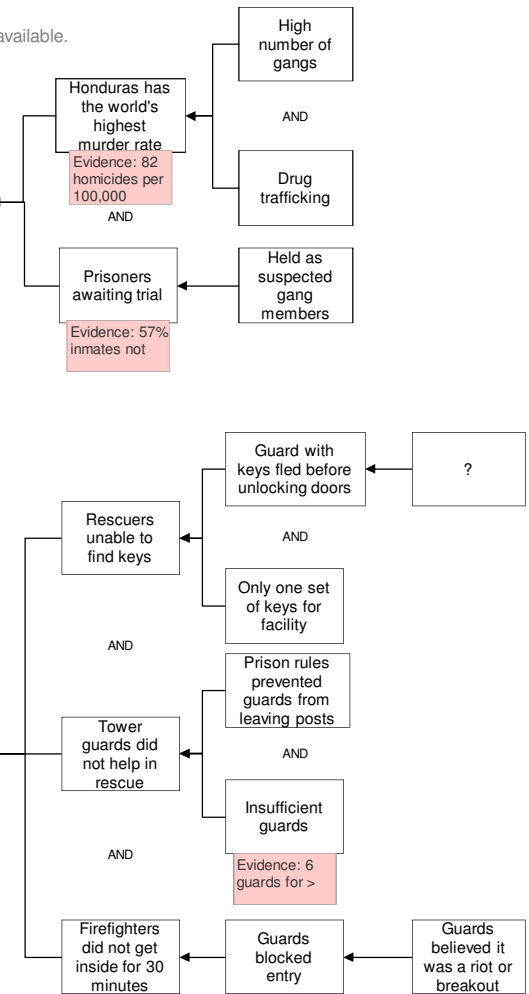 available.
High
number of
gangs
Honduras has
the world's
highest
murder rate
AND
Evidence: 82
homicides per
100,000
Drug
trafficking
AND
Prisoners
awaiting trial
Held as
suspected
gang
members
Evidence: 57%
inmates not
Guard with
keys fled before
unlocking doors
?
Rescuers
unable to
find keys
AND
Only one set
of keys for
facility
AND
Prison rules
prevented
guards from
leaving posts
Tower
guards did
not help in
rescue
AND
Insufficient
guards
AND
Evidence: 6
guards for >
Firefighters
did not get
inside for 30
minutes
Guards
blocked
entry
Guards
believed it
was a riot or
breakout